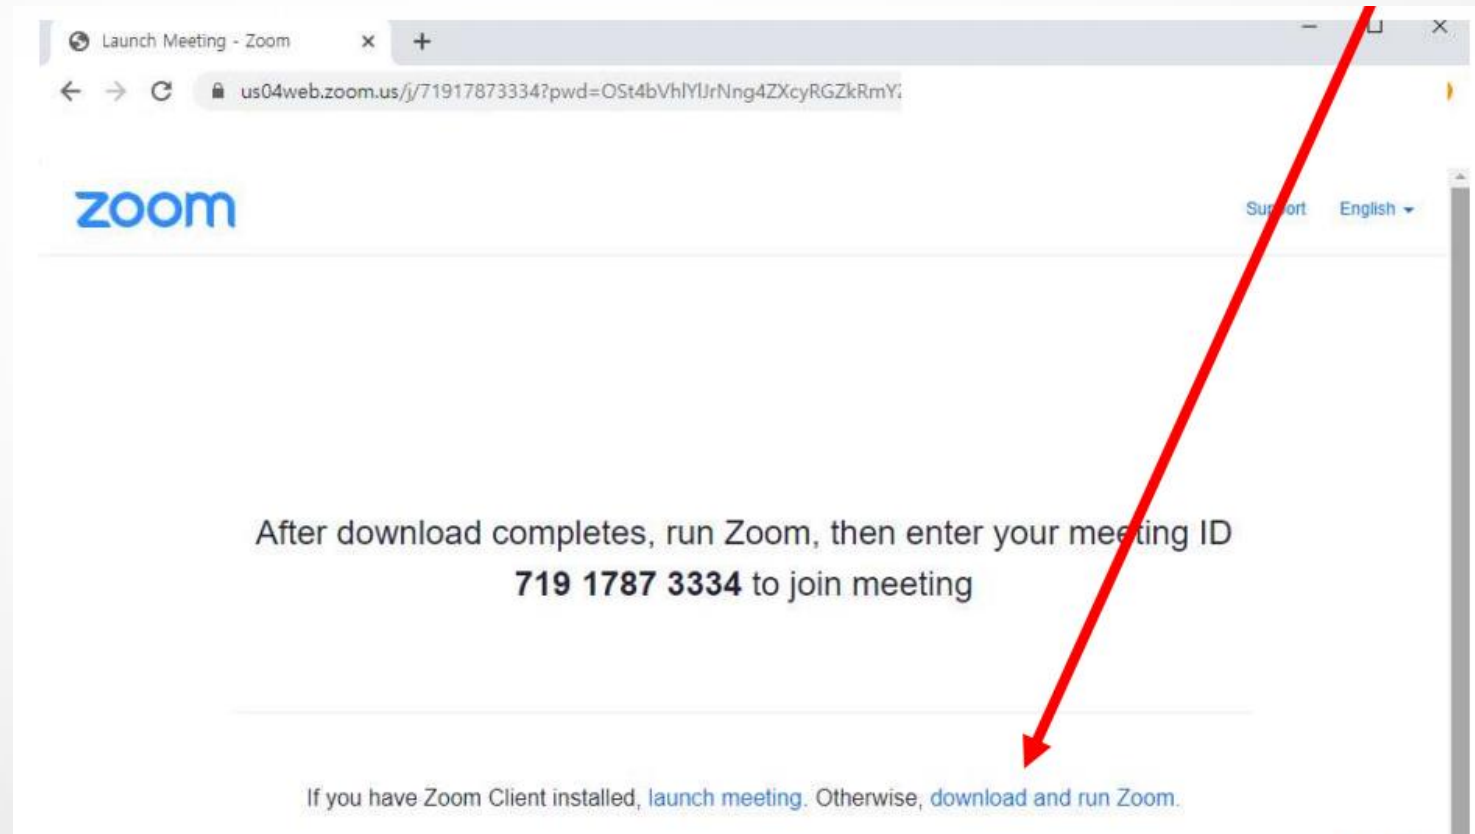 Launch Meeting - Zoom
us04web.zoom.us/j/71917873334?pwd=
zoom
Support English
After download completes, run Zoom, then enter your meeting ID
719 1787 3334 to join meeting
If you have Zoom Client installed, launch meeting. Otherwise, download and run Zoom.